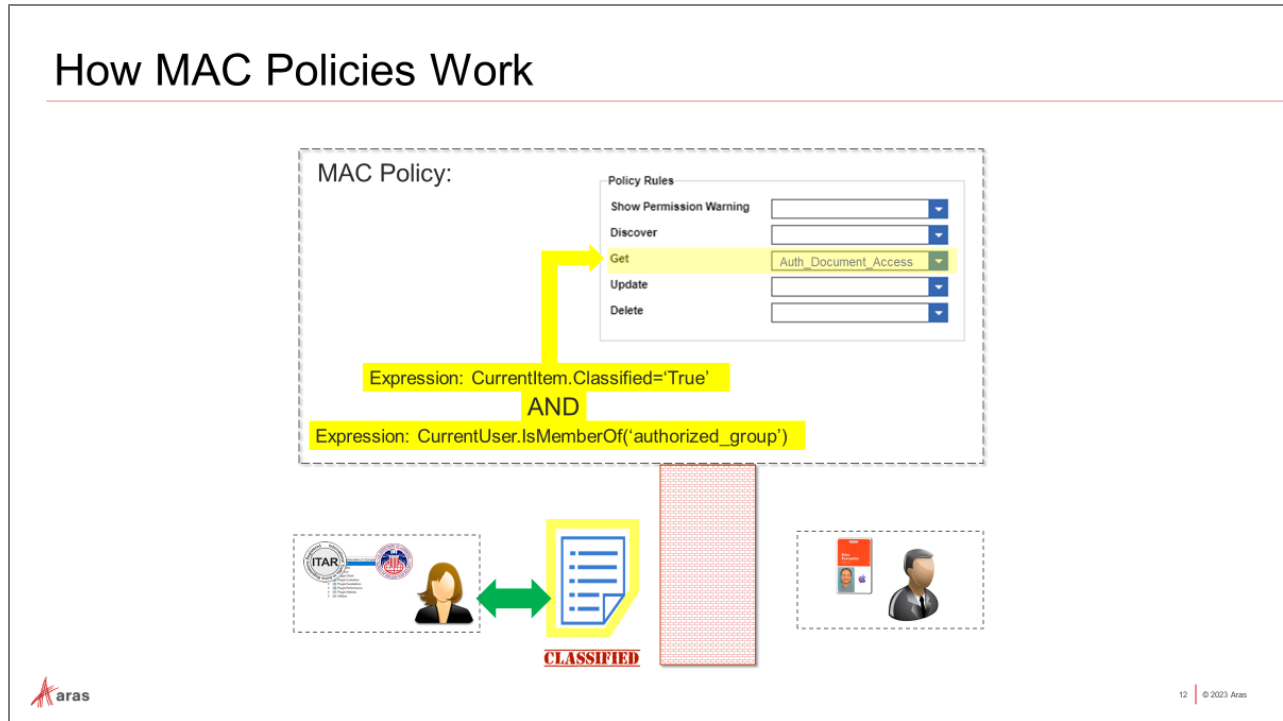 How MAC Policies Work
MAC Policy:
Policy Rules
Show Permission Warning
Discover
Get
Auth_Document_Access
Update
Delete
Expression: CurrentItem.Classified=‘True’
AND
Expression: CurrentUser.IsMemberOf(‘authorized_group’)
ITAR
CLASSIFIED
aras
12
© 2023 Aras